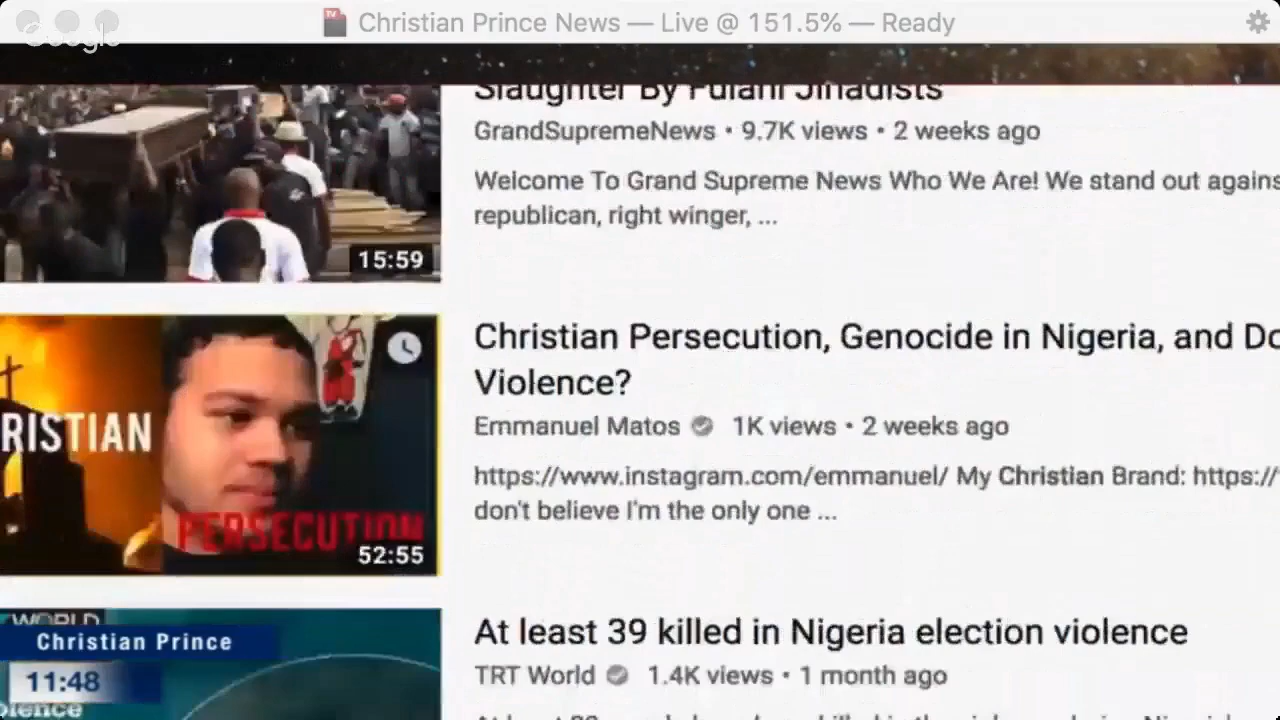 Christian Prince News — Live @ 151.5% — Ready
Google
Slaughter By Fulani Jihadists
GrandSupremeNews • 9.7K views • 2 weeks ago
Welcome To Grand Supreme News Who We Are! We stand out agains
republican, right winger, ...
15:59
Christian Persecution, Genocide in Nigeria, and Do
Violence?
Emmanuel Matos 1K views • 2 weeks ago
https://www.instagram.com/emmanuel/ My Christian Brand: https://
don't believe I'm the only one ...
RISTIAN
PERSECUTION
52:55
WORLD
Christian Prince
11:48
olence
At least 39 killed in Nigeria election violence
TRT World 1.4K views • 1 month ago